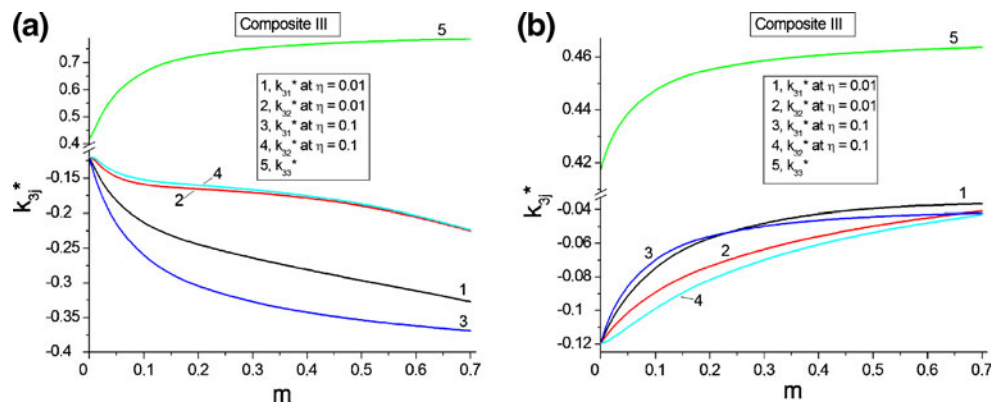 (a)
Composite III
5
0.7
0.6
0.5
0.4
-0.15
-0.2
-0.25
-0.3
-0.35
-0.4
k3j*
1, k31* at η = 0.01
2, k32* at η = 0.01
3, k31* at η = 0.1
4, k32* at η = 0.1
5, k33*
4
2
1
3
0 0.1 0.2 0.3 0.4 0.5 0.6 0.7
m
(b)
Composite III
5
0.46
0.44
0.42
-0.04
-0.06
-0.08
-0.1
-0.12
1, k31* at η = 0.01
2, k32* at η = 0.01
3, k31* at η = 0.1
4, k32* at η = 0.1
5, k33*
1
3
2
4
0 0.1 0.2 0.3 0.4 0.5 0.6 0.7
m